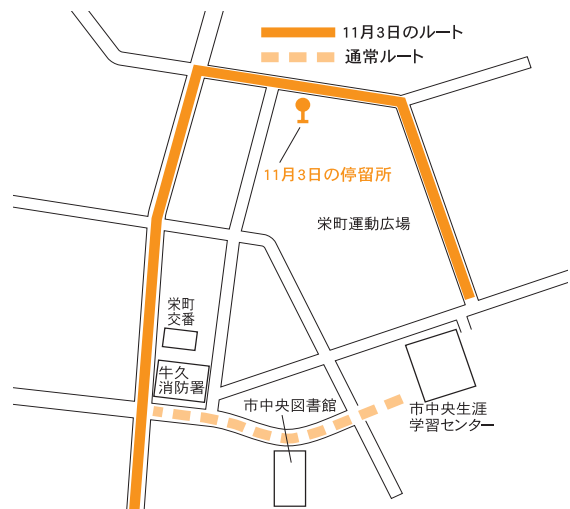 11月3日のルート
通常ルート
11月3日の停留所
栄町運動広場
栄町
交番
牛久
消防署
市中央図書館
市中央生涯
学習センター